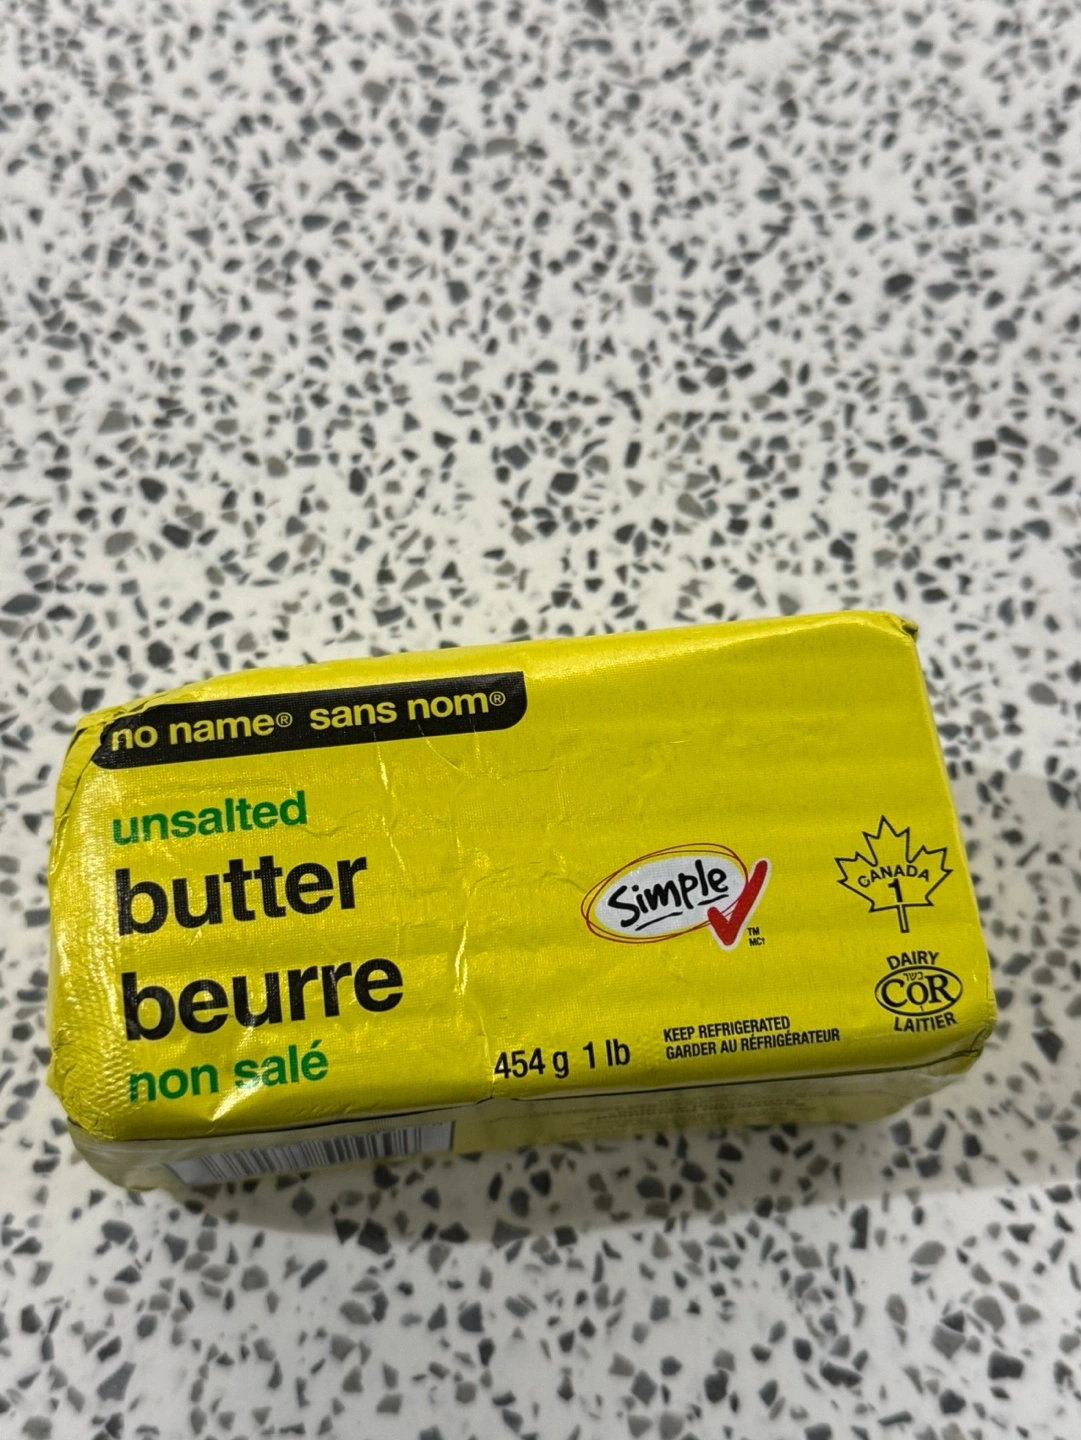 no name® sans nom®
unsalted
butter
beurre
non salé
454 g 1 lb
KEEP REFRIGERATED
GARDER AU RÉFRIGÉRATEUR
Simple
TM
MC†
CANADA
1
DAIRY
כשר
COR
LAITIER